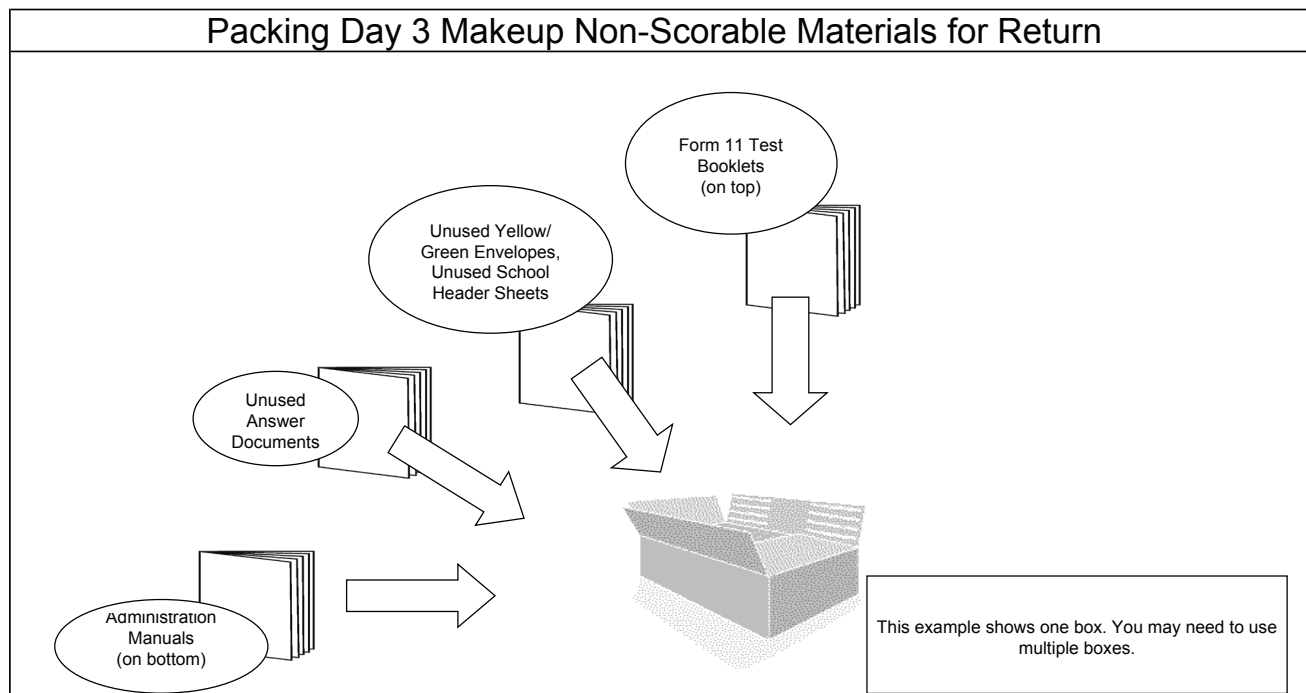 Packing Day 3 Makeup Non-Scorable Materials for Return
Form 11 Test
Booklets
(on top)
Unused Yellow/
Green Envelopes,
Unused School
Header Sheets
Unused
Answer
Documents
Administration
Manuals
(on bottom)
This example shows one box. You may need to use
multiple boxes.